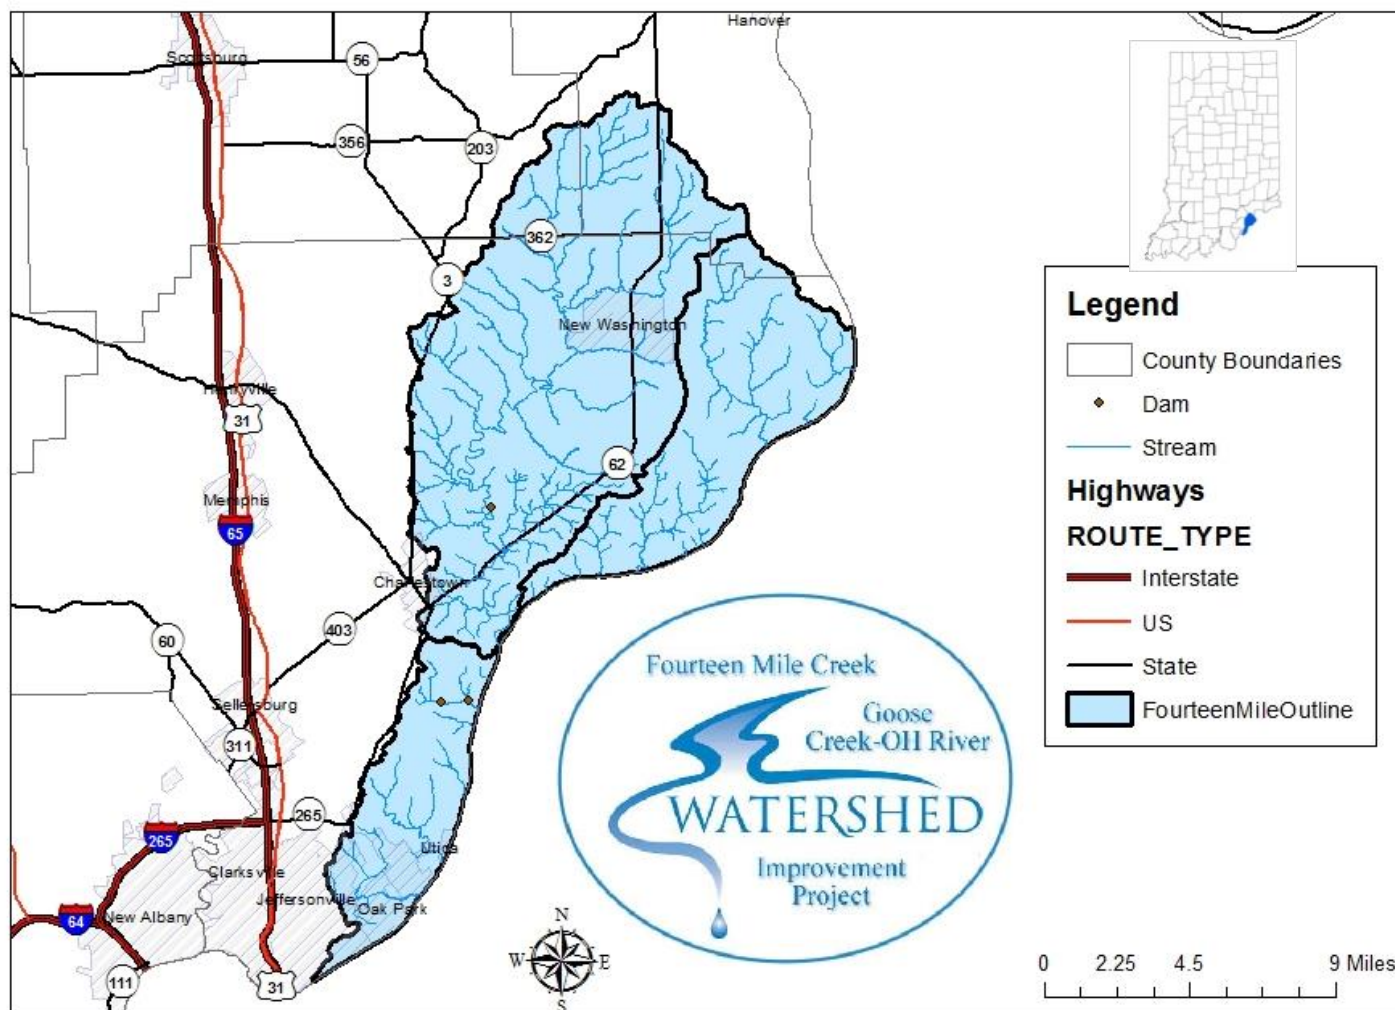 Hanover
Scottsburg
56
356
203
362
3
New Washington
Henryville
31
62
Memphis
65
Charlestown
403
60
Sellersburg
311
265
265
Utica
Clarksville
Jeffersonville
Oak Park
New Albany
64
111
31
Fourteen Mile Creek
Goose
Creek-OH River
WATERSHED
Improvement
Project
N
W
E
S
Legend
County Boundaries
Dam
Stream
Highways
ROUTE_TYPE
Interstate
US
State
FourteenMileOutline
0 2.25 4.5 9 Miles